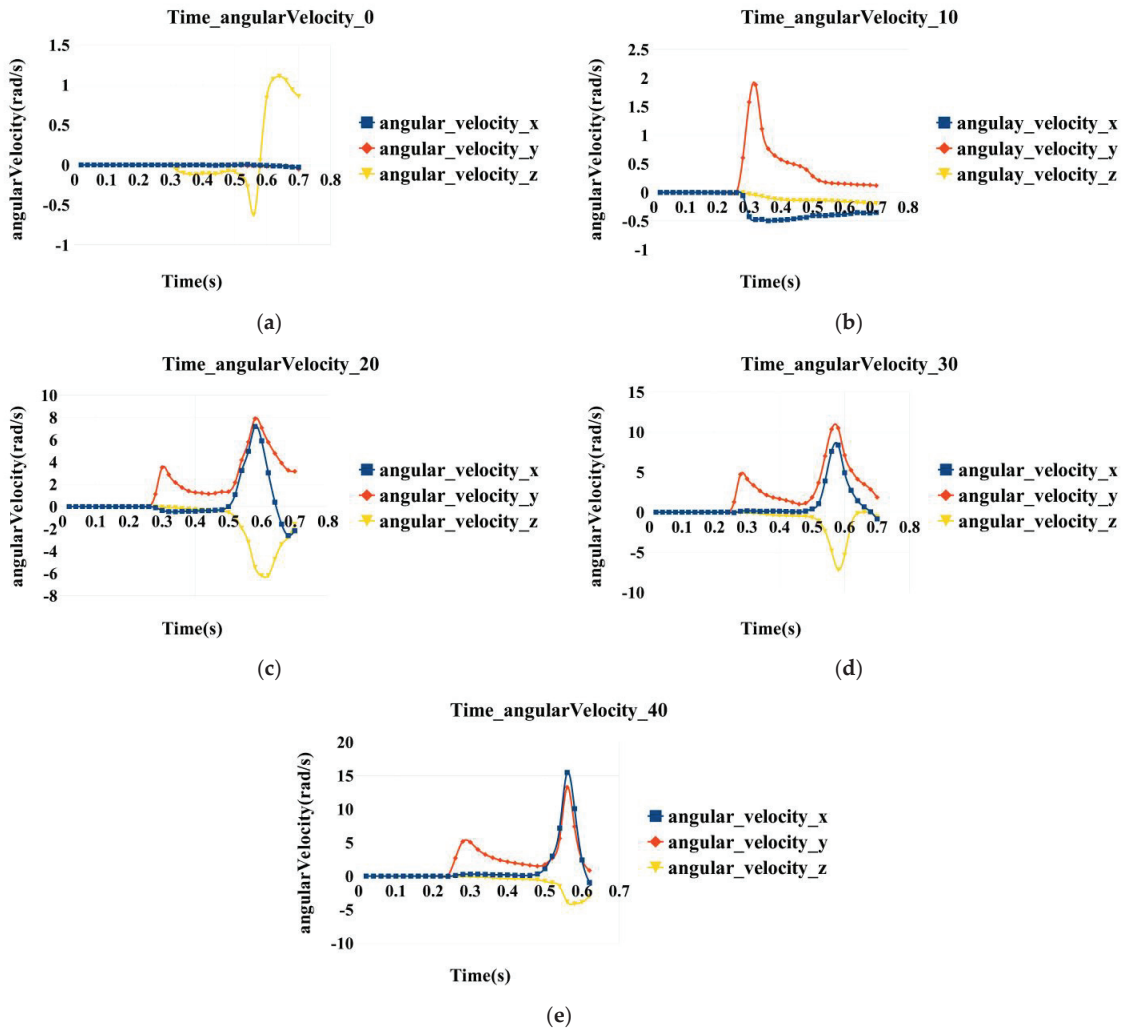 Time_angularVelocity_0
angularVelocity(rad/s)
1.5
1
0.5
0
-0.5
-1
0 0.1 0.2 0.3 0.4 0.5 0.6 0.7 0.8
Time(s)
angular_velocity_x
angular_velocity_y
angular_velocity_z
(a)
Time_angularVelocity_10
angularVelocity(rad/s)
2.5
2
1.5
1
0.5
0
-0.5
-1
0 0.1 0.2 0.3 0.4 0.5 0.6 0.7 0.8
Time(s)
angulay_velocity_x
angulay_velocity_y
angulay_velocity_z
(b)
Time_angularVelocity_20
angularVelocity(rad/s)
10
8
6
4
2
0
-2
-4
-6
-8
0 0.1 0.2 0.3 0.4 0.5 0.6 0.7 0.8
Time(s)
angular_velocity_x
angular_velocity_y
angular_velocity_z
(c)
Time_angularVelocity_30
angularVelocity(rad/s)
15
10
5
0
-5
-10
0 0.1 0.2 0.3 0.4 0.5 0.6 0.7 0.8
Time(s)
angular_velocity_x
angular_velocity_y
angular_velocity_z
(d)
Time_angularVelocity_40
angularVelocity(rad/s)
20
15
10
5
0
-5
-10
0 0.1 0.2 0.3 0.4 0.5 0.6 0.7
Time(s)
angular_velocity_x
angular_velocity_y
angular_velocity_z
(e)